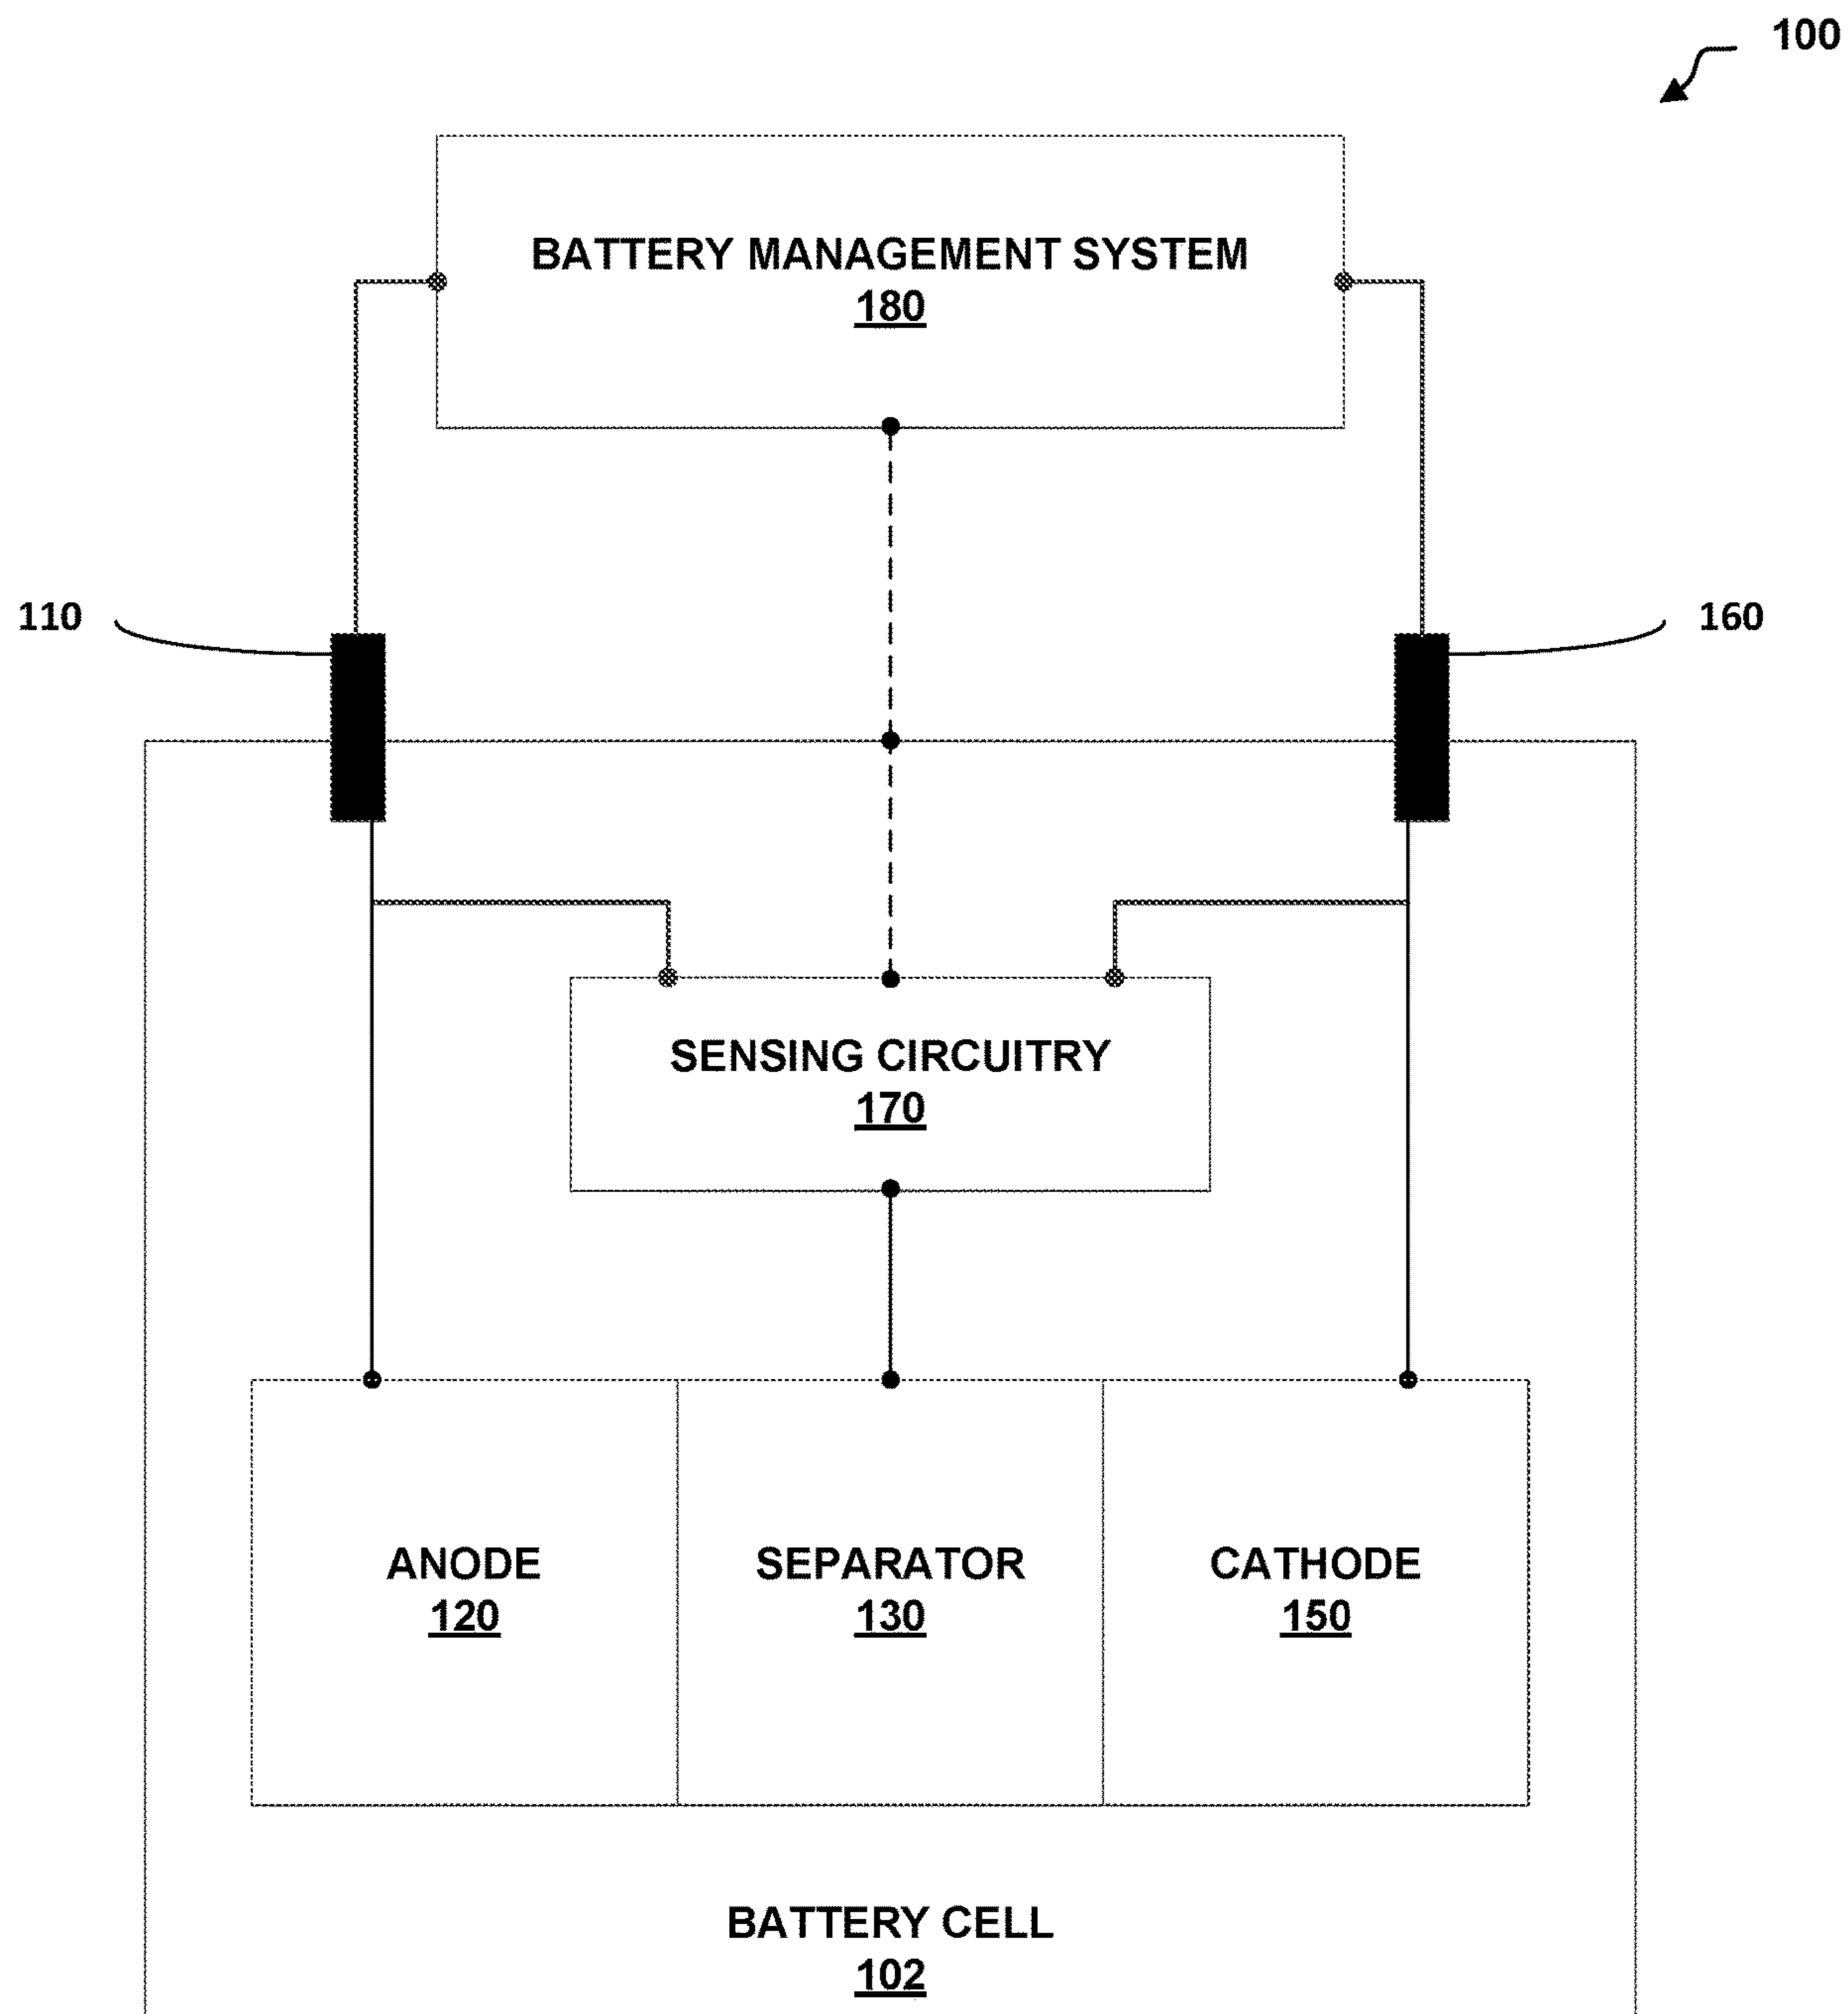 100
BATTERY MANAGEMENT SYSTEM
180
110
160
SENSING CIRCUITRY
170
ANODE
120
SEPARATOR
130
CATHODE
150
BATTERY CELL
102